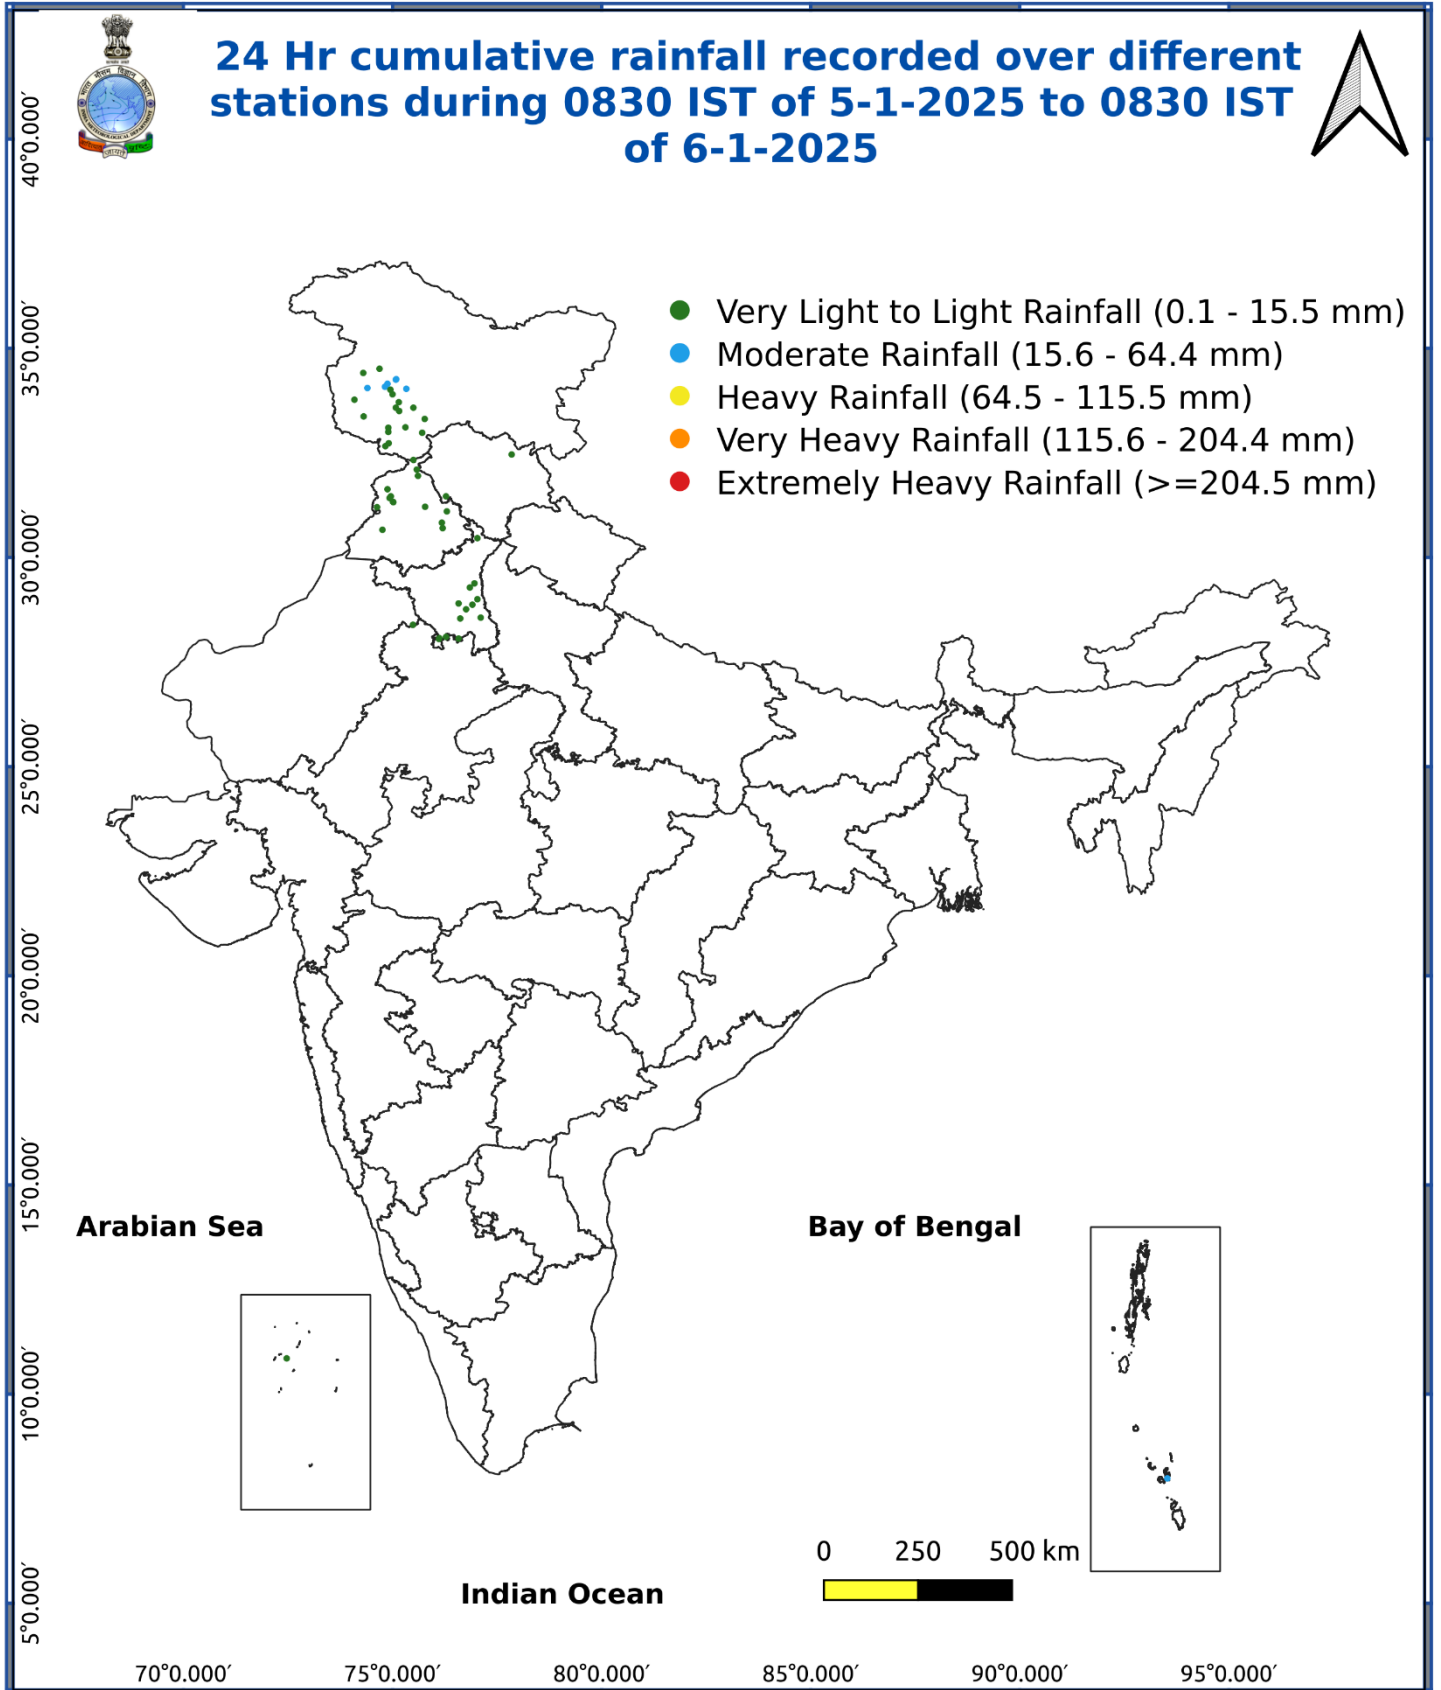 24 Hr cumulative rainfall recorded over different
stations during 0830 IST of 5-1-2025 to 0830 IST
of 6-1-2025
Very Light to Light Rainfall (0.1 - 15.5 mm)
Moderate Rainfall (15.6 - 64.4 mm)
Heavy Rainfall (64.5 - 115.5 mm)
Very Heavy Rainfall (115.6 - 204.4 mm)
Extremely Heavy Rainfall (>=204.5 mm)
40°0.000′
35°0.000′
30°0.000′
25°0.000′
20°0.000′
15°0.000′
10°0.000′
5°0.000′
Arabian Sea
Bay of Bengal
Indian Ocean
0 250 500 km
70°0.000′ 75°0.000′ 80°0.000′ 85°0.000′ 90°0.000′ 95°0.000′